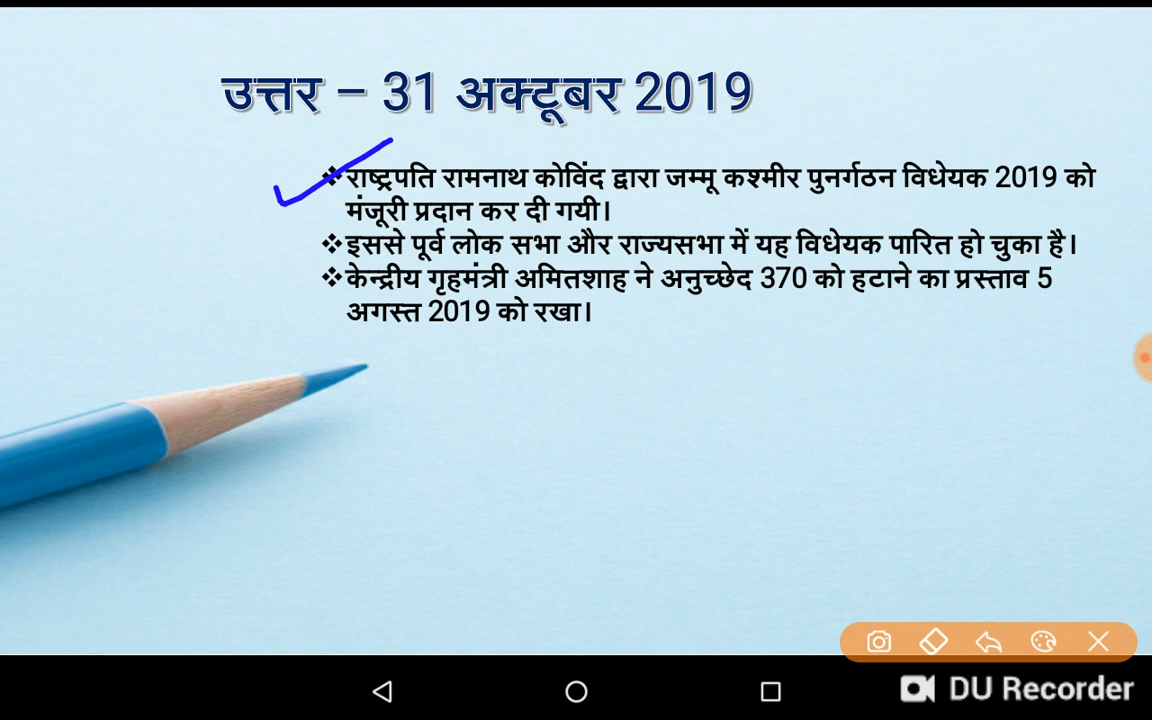 उत्तर – 31 अक्टूबर 2019
❖राष्ट्रपति रामनाथ कोविंद द्वारा जम्मू कश्मीर पुनर्गठन विधेयक 2019 को
मंजूरी प्रदान कर दी गयी।
❖इससे पूर्व लोक सभा और राज्यसभा में यह विधेयक पारित हो चुका है।
❖केन्द्रीय गृहमंत्री अमितशाह ने अनुच्छेद 370 को हटाने का प्रस्ताव 5
अगस्त 2019 को रखा।
DU Recorder